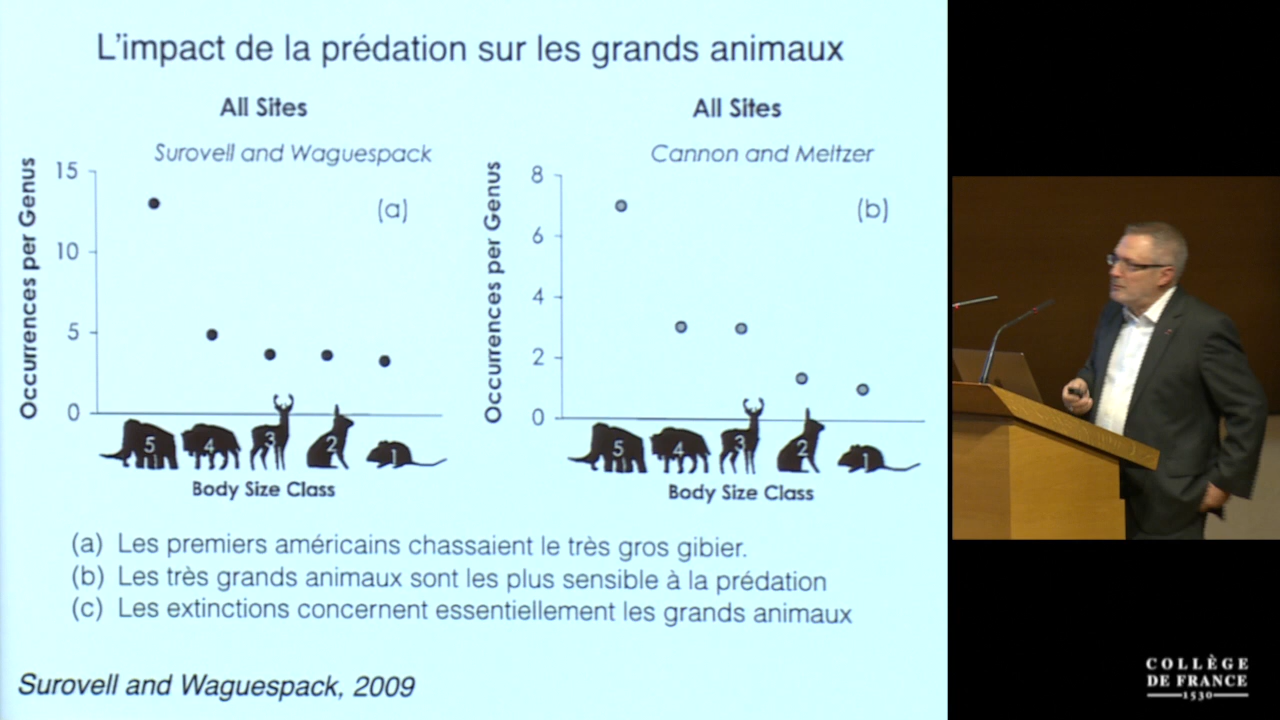 L'impact de la prédation sur les grands animaux
All Sites
Surovell and Waguespack
(a)
Occurrences per Genus
15
10
5
0
5
4
3
2
1
Body Size Class
All Sites
Cannon and Meltzer
(b)
Occurrences per Genus
8
6
4
2
0
5
4
3
2
1
Body Size Class
(a) Les premiers américains chassaient le très gros gibier.
(b) Les très grands animaux sont les plus sensible à la prédation
(c) Les extinctions concernent essentiellement les grands animaux
Surovell and Waguespack, 2009
COLLÈGE
DE FRANCE
1530